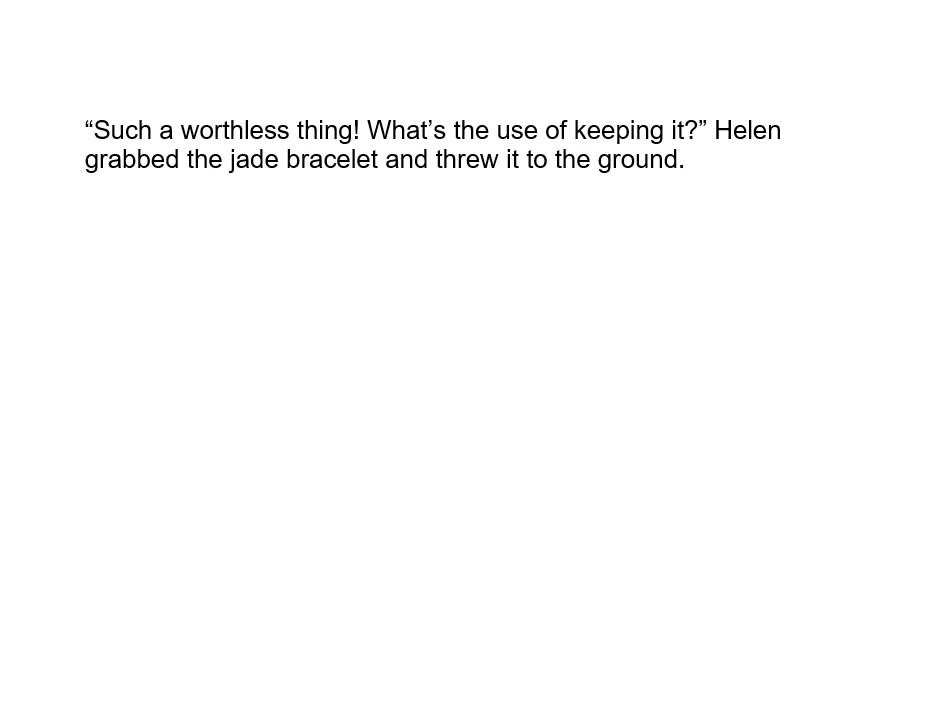 “Such a worthless thing! What’s the use of keeping it?” Helen
grabbed the jade bracelet and threw it to the ground.